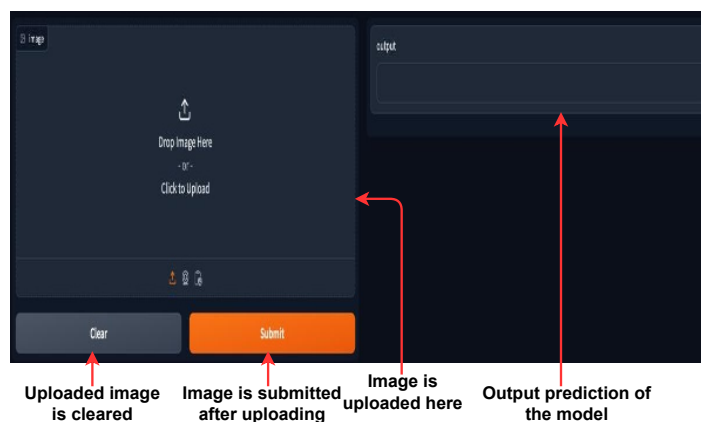 image
output
Drop Image Here
- or -
Click to Upload
Clear
Submit
Uploaded image
is cleared
Image is submitted
after uploading
Image is
uploaded here
Output prediction of
the model